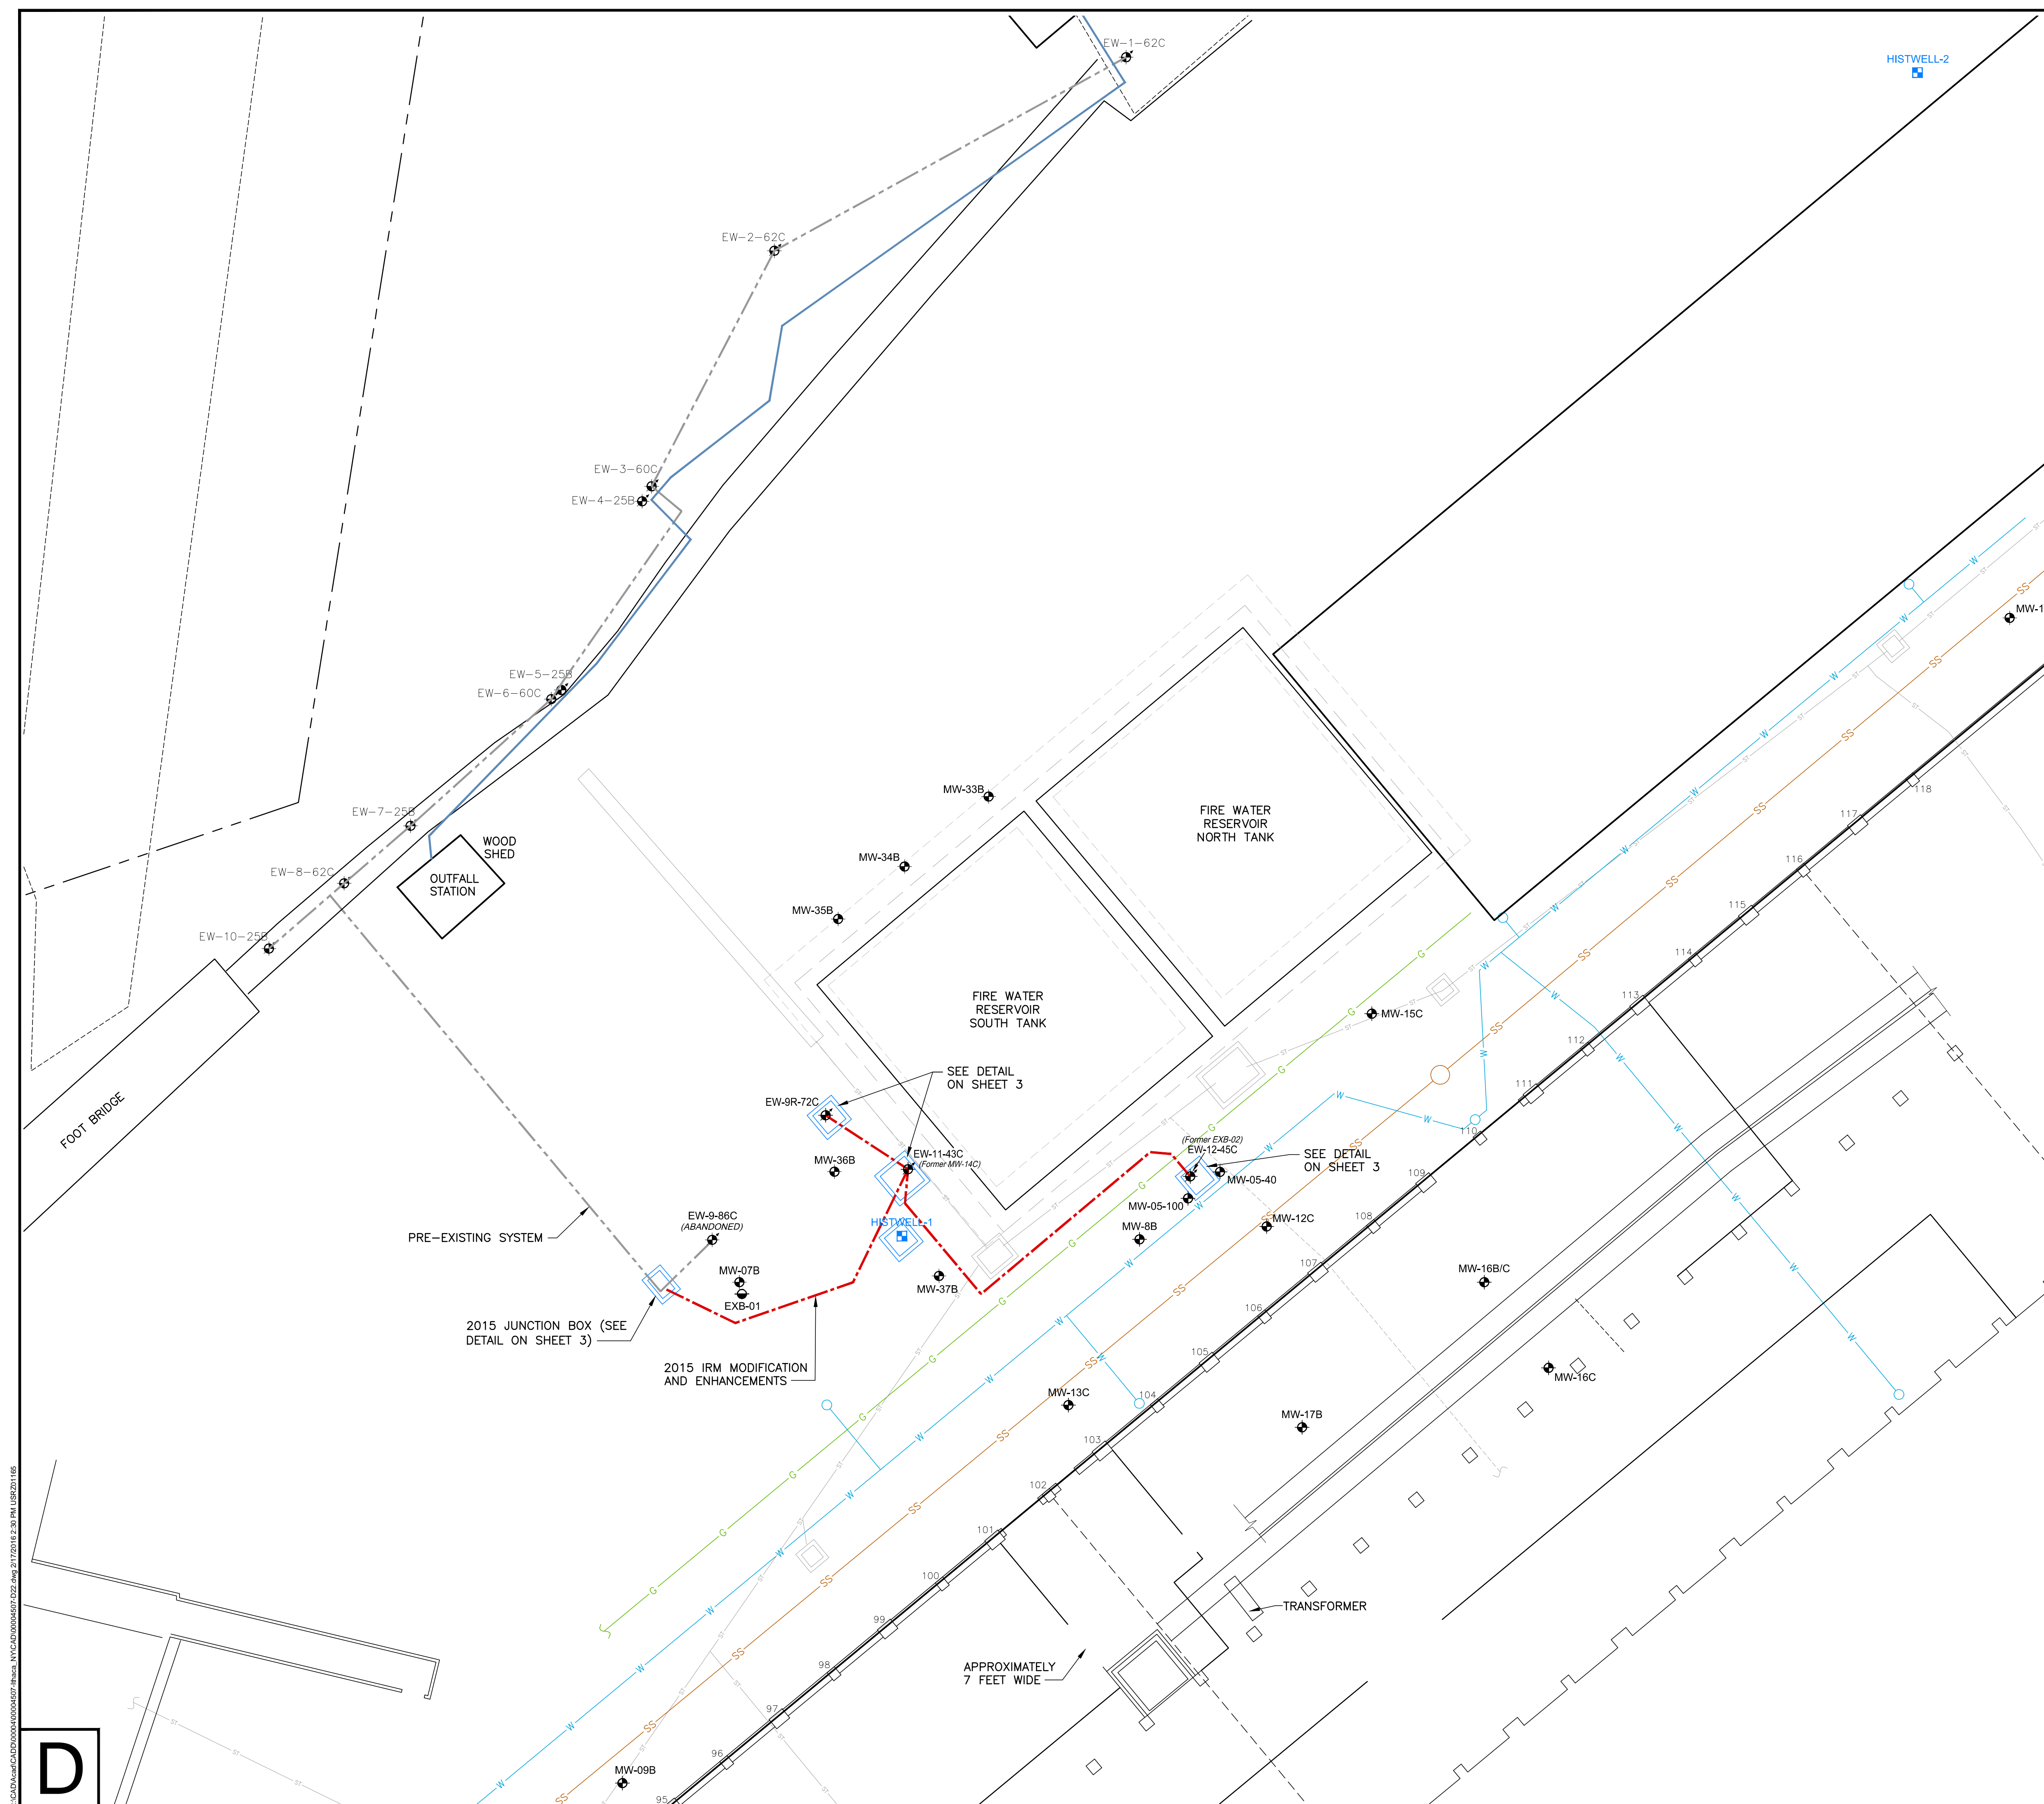 EW-1-62C
HISTWELL-2
EW-2-62C
EW-3-60C
EW-4-25B
MW-1
EW-5-25B
EW-6-60C
EW-7-25B
WOOD
SHED
EW-8-62C
OUTFALL
STATION
EW-10-25B
FOOT BRIDGE
MW-33B
MW-34B
MW-35B
FIRE WATER
RESERVOIR
NORTH TANK
FIRE WATER
RESERVOIR
SOUTH TANK
118
117
116
115
114
113
112
111
110
109
108
107
106
105
104
103
102
101
100
99
98
97
96
95
MW-15C
SEE DETAIL
ON SHEET 3
EW-9R-72C
EW-11-43C
(Former MW-14C)
MW-36B
(Former EXB-02)
EW-12-45C
SEE DETAIL
ON SHEET 3
MW-05-40
MW-05-100
MW-12C
MW-8B
HISTWELL-1
EW-9-86C
(ABANDONED)
PRE-EXISTING SYSTEM
MW-07B
EXB-01
MW-37B
MW-16B/C
2015 JUNCTION BOX (SEE
DETAIL ON SHEET 3)
2015 IRM MODIFICATION
AND ENHANCEMENTS
MW-13C
MW-16C
MW-17B
TRANSFORMER
APPROXIMATELY
7 FEET WIDE
MW-09B
G
W
SS
ST
D